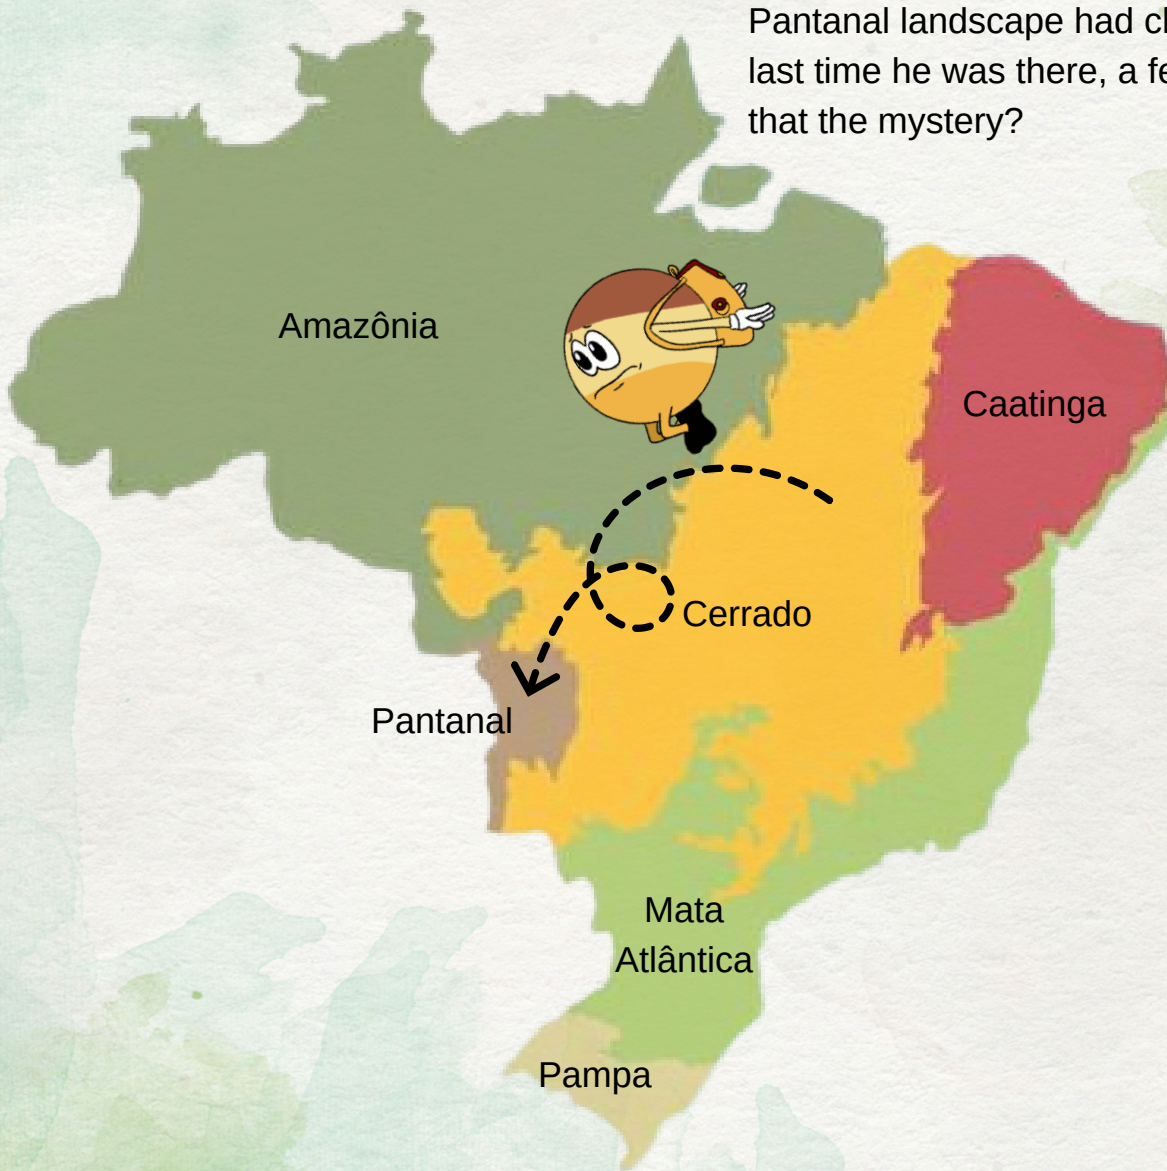 Pantanal landscape had
last time he was there, a
that the mystery?
Amazônia
Caatinga
Cerrado
Pantanal
Mata
Atlântica
Pampa